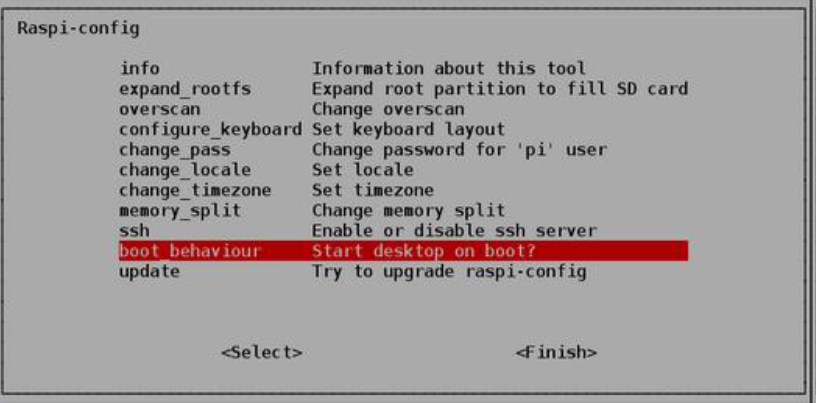 Raspi-config
info Information about this tool
expand_rootfs Expand root partition to fill SD card
overscan Change overscan
configure_keyboard Set keyboard layout
change_pass Change password for 'pi' user
change_locale Set locale
change_timezone Set timezone
memory_split Change memory split
ssh Enable or disable ssh server
boot_behaviour Start desktop on boot?
update Try to upgrade raspi-config
<Select> <Finish>